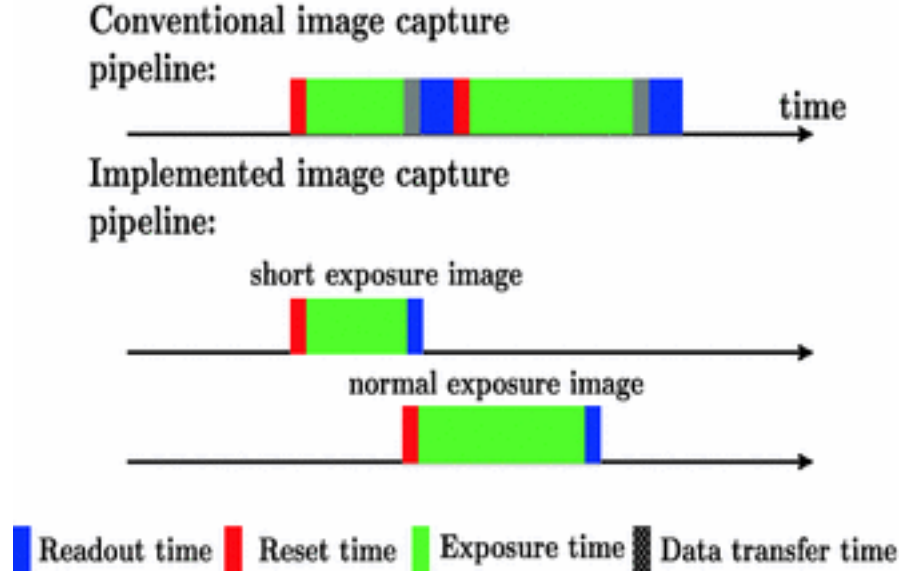 Conventional image capture
pipeline:
time
Implemented image capture
pipeline:
short exposure image
normal exposure image
Readout time Reset time Exposure time Data transfer time